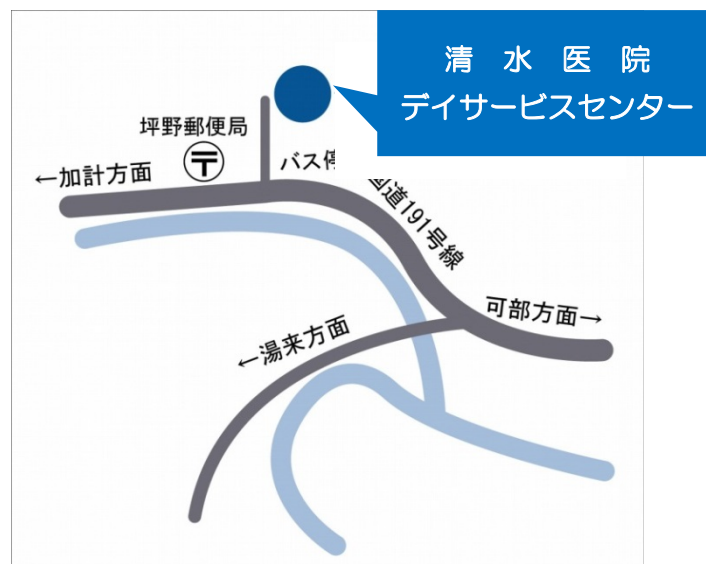 清 水 医 院
デイサービスセンター
坪野郵便局
バス停
←加計方面
国道191号線
可部方面→
←湯来方面